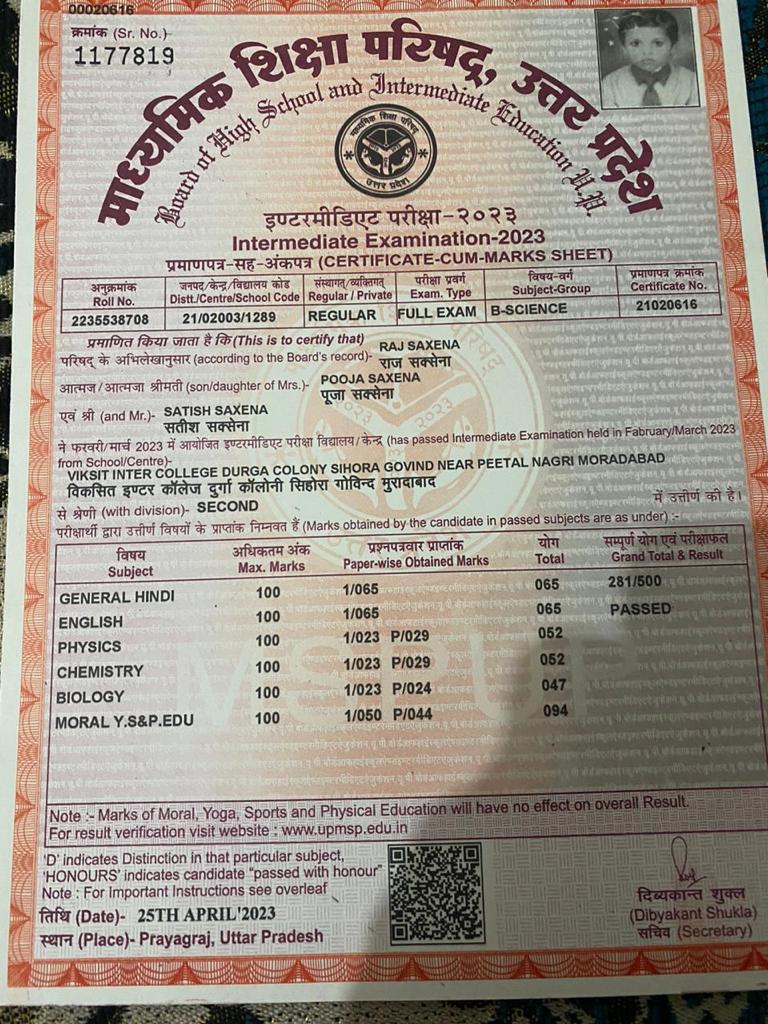 00020616
क्रमांक (Sr. No.)-
1177819
माध्यमिक शिक्षा परिषद्, उत्तर प्रदेश
Board of High School and Intermediate Education U.P.
माध्यमिक शिक्षा परिषद
उत्तर प्रदेश
इण्टरमीडिएट परीक्षा-२०२३
Intermediate Examination-2023
प्रमाणपत्र-सह-अंकपत्र (CERTIFICATE-CUM-MARKS SHEET)
अनुक्रमांक जनपद/केन्द्र/विद्यालय कोड संस्थागत/व्यक्तिगत परीक्षा प्रवर्ग विषय-वर्ग प्रमाणपत्र क्रमांक
Roll No. Distt./Centre/School Code Regular / Private Exam. Type Subject-Group Certificate No.
2235538708 21/02003/1289 REGULAR FULL EXAM B-SCIENCE 21020616
प्रमाणित किया जाता है कि (This is to certify that) RAJ SAXENA
परिषद के अभिलेखानुसार (according to the Board's record)- राज सक्सेना
आत्मज/आत्मजा श्रीमती (son/daughter of Mrs.)- POOJA SAXENA
पूजा सक्सेना
एवं श्री (and Mr.)- SATISH SAXENA
सतीश सक्सेना
ने फरवरी/मार्च 2023 में आयोजित इण्टरमीडिएट परीक्षा विद्यालय/केन्द्र (has passed Intermediate Examination held in Fabruary/March 2023
from School/Centre)-
VIKSIT INTER COLLEGE DURGA COLONY SIHORA GOVIND NEAR PEETAL NAGRI MORADABAD
विकसित इण्टर कॉलेज दुर्गा कॉलोनी सिहोरा गोविन्द मुरादाबाद
से श्रेणी (with division)- SECOND में उत्तीर्ण की है।
परीक्षार्थी द्वारा उत्तीर्ण विषयों के प्राप्तांक निम्नवत हैं (Marks obtained by the candidate in passed subjects are as under) :-
विषय अधिकतम अंक प्रश्नपत्रवार प्राप्तांक योग सम्पूर्ण योग एवं परीक्षाफल
Subject Max. Marks Paper-wise Obtained Marks Total Grand Total & Result
GENERAL HINDI 100 1/065 065 281/500
ENGLISH 100 1/065 065 PASSED
PHYSICS 100 1/023 P/029 052
CHEMISTRY 100 1/023 P/029 052
BIOLOGY 100 1/023 P/024 047
MORAL Y.S&P.EDU 100 1/050 P/044 094
MSPUP
Note :- Marks of Moral, Yoga, Sports and Physical Education will have no effect on overall Result.
For result verification visit website : www.upmsp.edu.in
'D' indicates Distinction in that particular subject,
'HONOURS' indicates candidate "passed with honour"
Note : For Important Instructions see overleaf
तिथि (Date)- 25TH APRIL'2023
स्थान (Place)- Prayagraj, Uttar Pradesh
दिब्यकान्त शुक्ल
(Dibyakant Shukla)
सचिव (Secretary)